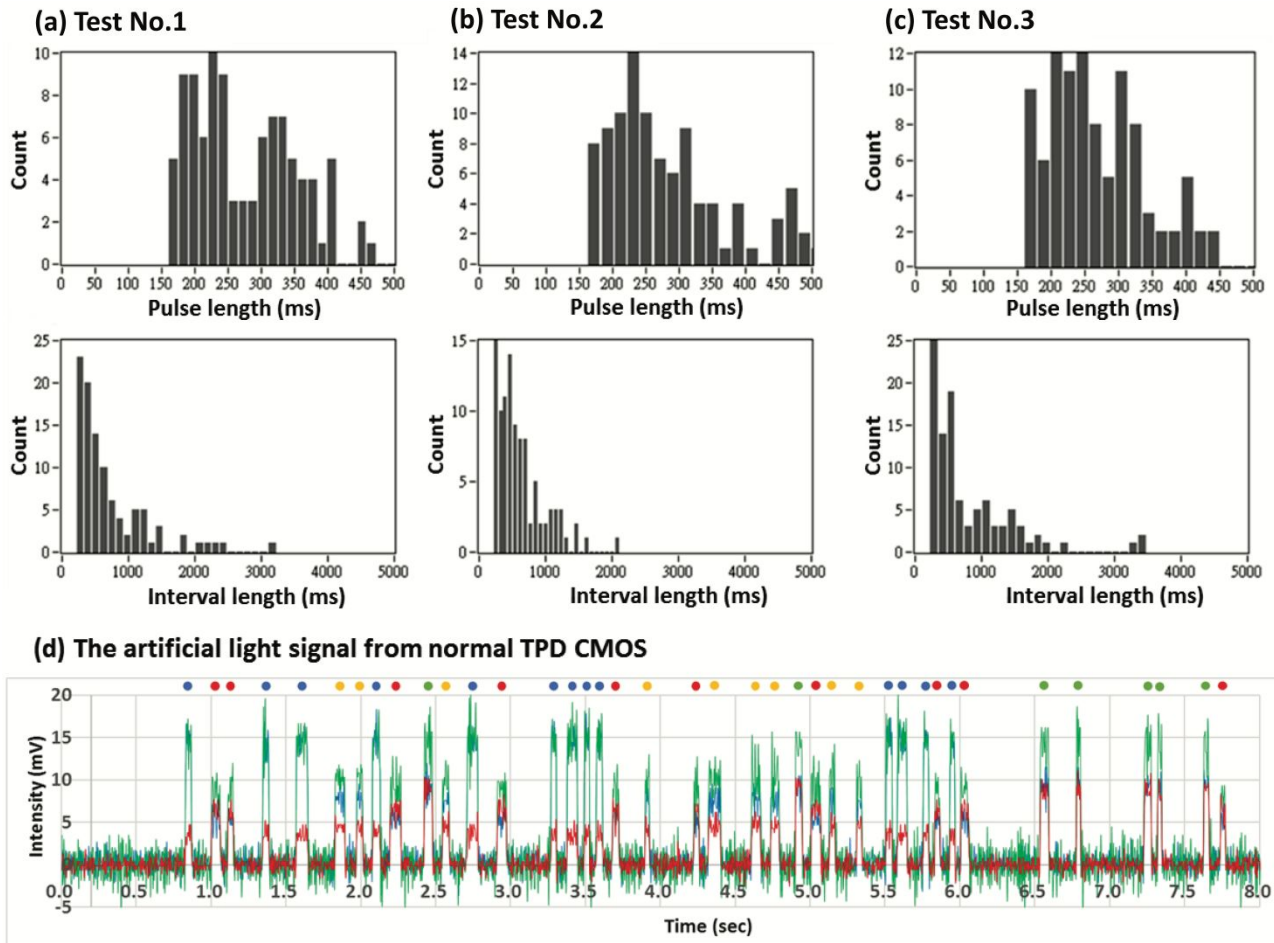 (a) Test No.1
(b) Test No.2
(c) Test No.3
10
8
6
4
2
0
Count
0 50 100 150 200 250 300 350 400 450 500
Pulse length (ms)
14
12
10
8
6
4
2
0
Count
0 50 100 150 200 250 300 350 400 450 500
Pulse length (ms)
12
10
8
6
4
2
0
Count
0 50 100 150 200 250 300 350 400 450 500
Pulse length (ms)
25
20
15
10
5
0
Count
0 1000 2000 3000 4000 5000
Interval length (ms)
15
10
5
0
Count
0 1000 2000 3000 4000 5000
Interval length (ms)
25
20
15
10
5
0
Count
0 1000 2000 3000 4000 5000
Interval length (ms)
(d) The artificial light signal from normal TPD CMOS
20
15
10
5
0
-5
Intensity (mV)
0.0 0.5 1.0 1.5 2.0 2.5 3.0 3.5 4.0 4.5 5.0 5.5 6.0 6.5 7.0 7.5 8.0
Time (sec)